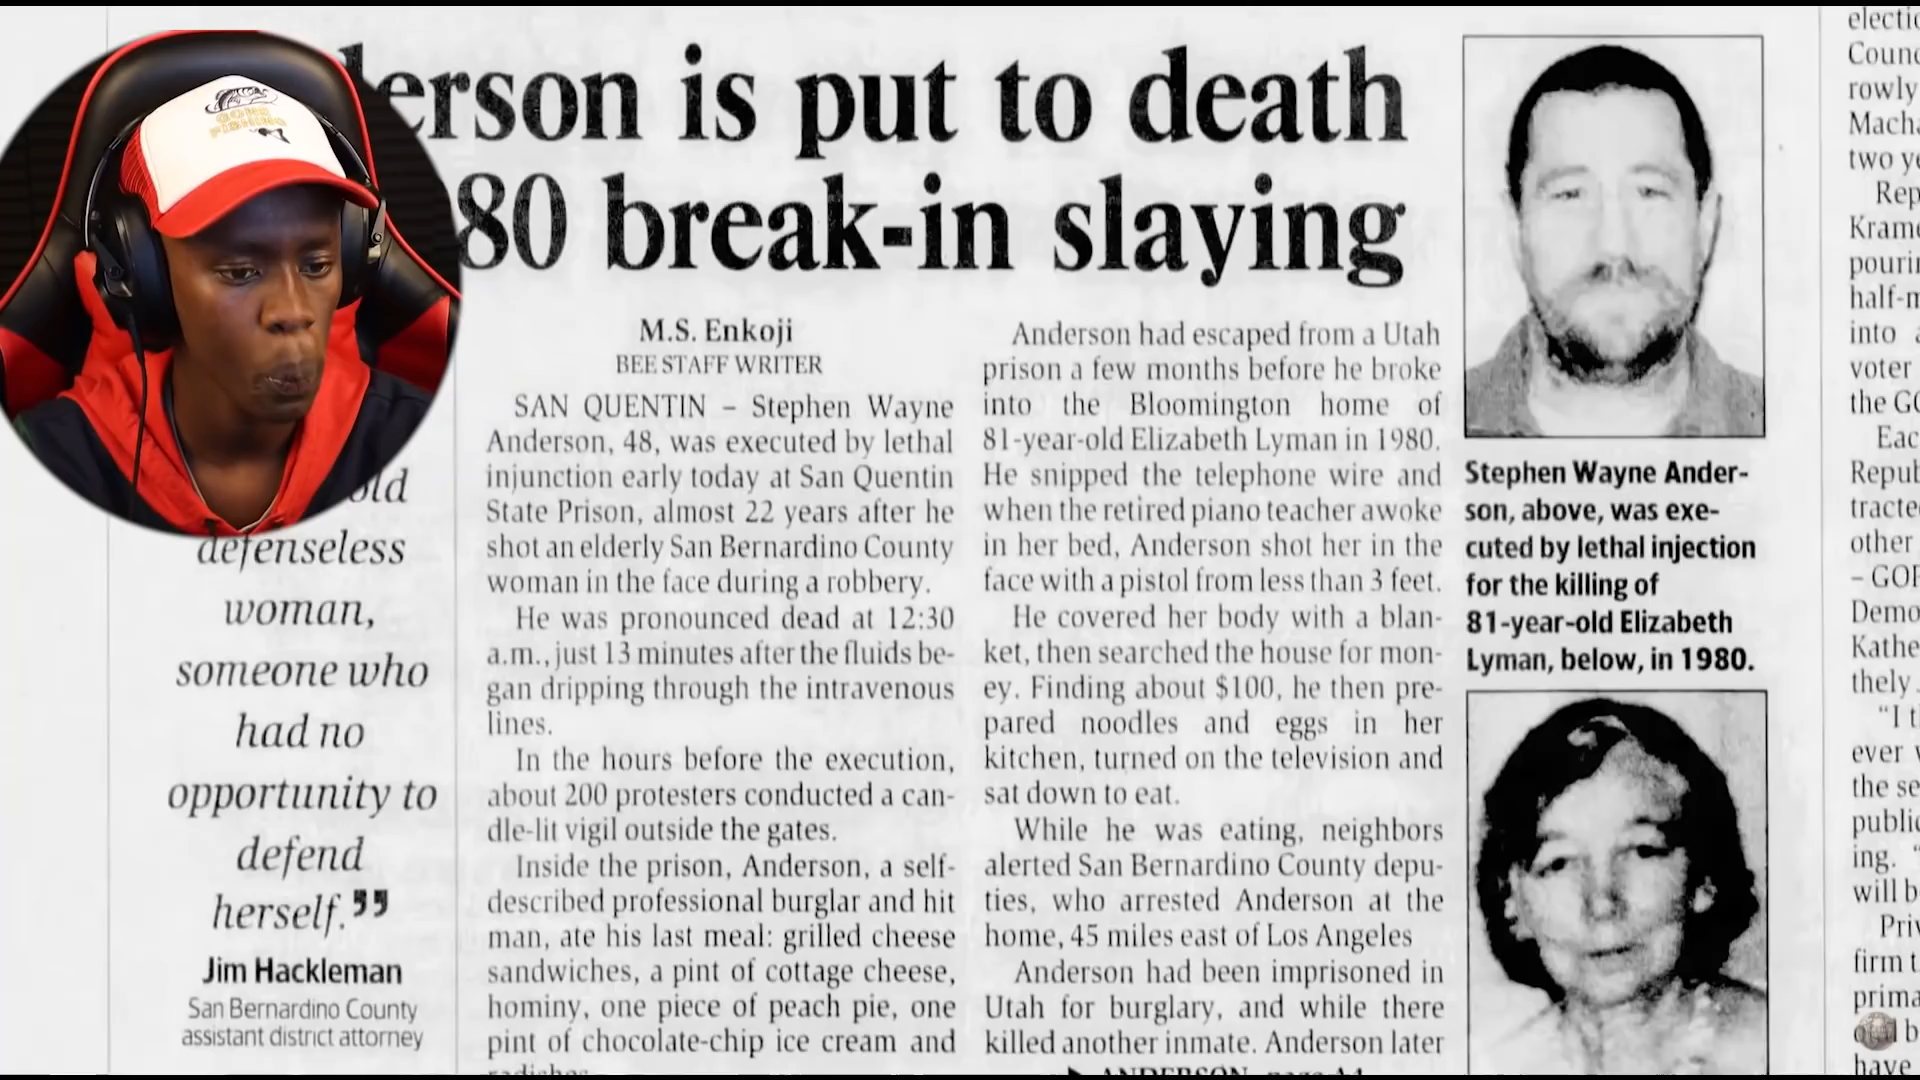 erson is put to death
80 break-in slaying
GONE
FISHING
old
defenseless
woman,
someone who
had no
opportunity to
defend
herself.”
Jim Hackleman
San Bernardino County
assistant district attorney
M.S. Enkoji
BEE STAFF WRITER
SAN QUENTIN – Stephen Wayne
Anderson, 48, was executed by lethal
injunction early today at San Quentin
State Prison, almost 22 years after he
shot an elderly San Bernardino County
woman in the face during a robbery.
He was pronounced dead at 12:30
a.m., just 13 minutes after the fluids be-
gan dripping through the intravenous
lines.
In the hours before the execution,
about 200 protesters conducted a can-
dle-lit vigil outside the gates.
Inside the prison, Anderson, a self-
described professional burglar and hit
man, ate his last meal: grilled cheese
sandwiches, a pint of cottage cheese,
hominy, one piece of peach pie, one
pint of chocolate-chip ice cream and
radishes
Anderson had escaped from a Utah
prison a few months before he broke
into the Bloomington home of
81-year-old Elizabeth Lyman in 1980.
He snipped the telephone wire and
when the retired piano teacher awoke
in her bed, Anderson shot her in the
face with a pistol from less than 3 feet.
He covered her body with a blan-
ket, then searched the house for mon-
ey. Finding about $100, he then pre-
pared noodles and eggs in her
kitchen, turned on the television and
sat down to eat.
While he was eating, neighbors
alerted San Bernardino County depu-
ties, who arrested Anderson at the
home, 45 miles east of Los Angeles
Anderson had been imprisoned in
Utah for burglary, and while there
killed another inmate. Anderson later
▶ ANDERSON, page A4
Stephen Wayne Ander-
son, above, was exe-
cuted by lethal injection
for the killing of
81-year-old Elizabeth
Lyman, below, in 1980.
electi
Counc
rowly
Macha
two ye
Rep
Krame
pourin
half-m
into a
voter
the GO
Eac
Repub
tracte
other
– GOP
Demo
Kathe
thely
“I t
ever w
the se
public
ing. “
will b
Priv
firm t
prima
b
have